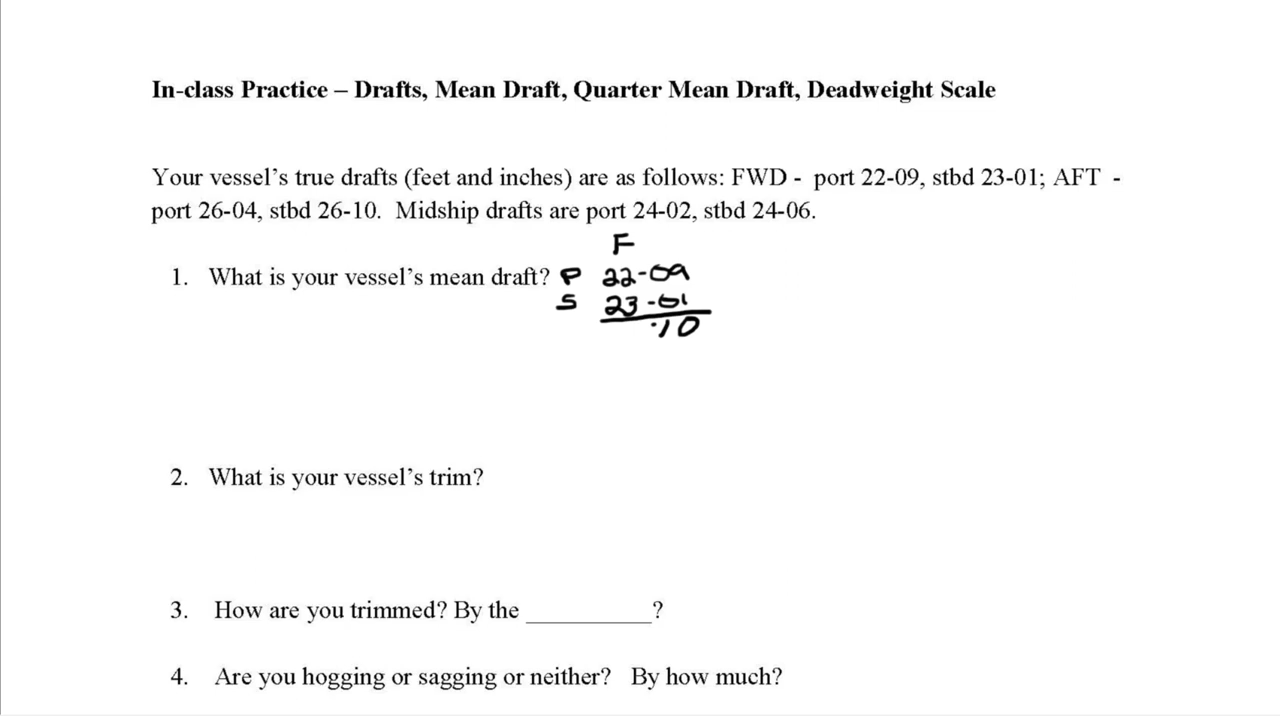 In-class Practice – Drafts, Mean Draft, Quarter Mean Draft, Deadweight Scale
Your vessel’s true drafts (feet and inches) are as follows: FWD - port 22-09, stbd 23-01; AFT -
port 26-04, stbd 26-10. Midship drafts are port 24-02, stbd 24-06.
F
1. What is your vessel’s mean draft? P 22-09
S 23-01
·10
2. What is your vessel’s trim?
3. How are you trimmed? By the __________?
4. Are you hogging or sagging or neither? By how much?